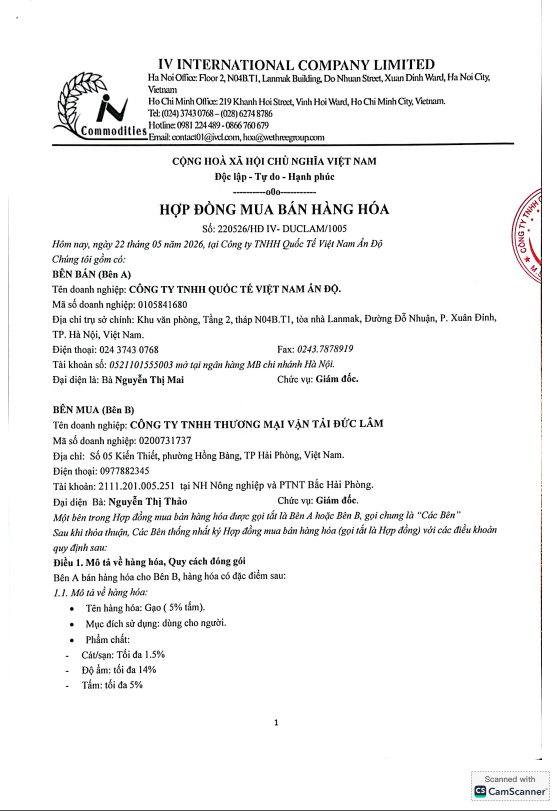 IV INTERNATIONAL COMPANY LIMITED
Ha Noi Office: Floor 2, N04B.T1, Lanmak Building, Do Nhuan Street, Xuan Dinh Ward, Ha Noi City,
Vietnam
Ho Chi Minh Office: 219 Khanh Hoi Street, Vinh Hoi Ward, Ho Chi Minh City, Vietnam.
Tel: (024) 3743 0768 – (028) 6274 8786
Hotline: 0981 224 489 - 0866 760 679
Email: contact01@ivcl.com, hoa@wethreegroup.com
iv
Commodities
CỘNG HOÀ XÃ HỘI CHỦ NGHĨA VIỆT NAM
Độc lập - Tự do - Hạnh phúc
----------o0o----------
HỢP ĐỒNG MUA BÁN HÀNG HÓA
Số: 220526/HĐ IV- DUCLAM/1005
Hôm nay, ngày 22 tháng 05 năm 2026, tại Công ty TNHH Quốc Tế Việt Nam Ấn Độ
Chúng tôi gồm có:
BÊN BÁN (Bên A)
Tên doanh nghiệp: CÔNG TY TNHH QUỐC TẾ VIỆT NAM ẤN ĐỘ.
Mã số doanh nghiệp: 0105841680
Địa chỉ trụ sở chính: Khu văn phòng, Tầng 2, tháp N04B.T1, tòa nhà Lanmak, Đường Đỗ Nhuận, P. Xuân Đỉnh,
TP. Hà Nội, Việt Nam.
Điện thoại: 024 3743 0768 Fax: 0243.7878919
Tài khoản số: 0521101555003 mở tại ngân hàng MB chi nhánh Hà Nội.
Đại diện là: Bà Nguyễn Thị Mai Chức vụ: Giám đốc.
BÊN MUA (Bên B)
Tên doanh nghiệp: CÔNG TY TNHH THƯƠNG MẠI VẬN TẢI ĐỨC LÂM
Mã số doanh nghiệp: 0200731737
Địa chỉ: Số 05 Kiến Thiết, phường Hồng Bàng, TP Hải Phòng, Việt Nam.
Điện thoại: 0977882345
Tài khoản: 2111.201.005.251 tại NH Nông nghiệp và PTNT Bắc Hải Phòng.
Đại diện Bà: Nguyễn Thị Thảo Chức vụ: Giám đốc.
Một bên trong Hợp đồng mua bán hàng hóa được gọi tắt là Bên A hoặc Bên B, gọi chung là "Các Bên"
Sau khi thỏa thuận, Các Bên thống nhất ký Hợp đồng mua bán hàng hóa (gọi tắt là Hợp đồng) với các điều khoản
quy định sau:
Điều 1. Mô tả về hàng hóa, Quy cách đóng gói
Bên A bán hàng hóa cho Bên B, hàng hóa có đặc điểm sau:
1.1. Mô tả về hàng hóa:
• Tên hàng hóa: Gạo ( 5% tấm).
• Mục đích sử dụng: dùng cho người.
• Phẩm chất:
- Cát/sạn: Tối đa 1.5%
- Độ ẩm: tối đa 14%
- Tấm: tối đa 5%
1
CÔNG TY TNHH
Scanned with
CS CamScanner